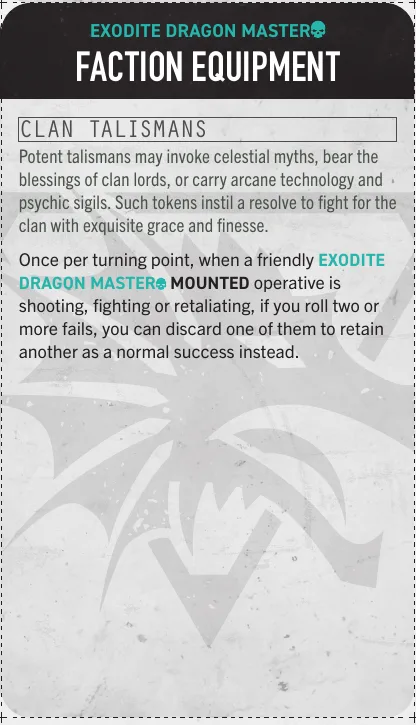 EXODITE DRAGON MASTER
FACTION EQUIPMENT
CLAN TALISMANS
Potent talismans may invoke celestial myths, bear the
blessings of clan lords, or carry arcane technology and
psychic sigils. Such tokens instil a resolve to fight for the
clan with exquisite grace and finesse.
Once per turning point, when a friendly EXODITE
DRAGON MASTER MOUNTED operative is
shooting, fighting or retaliating, if you roll two or
more fails, you can discard one of them to retain
another as a normal success instead.